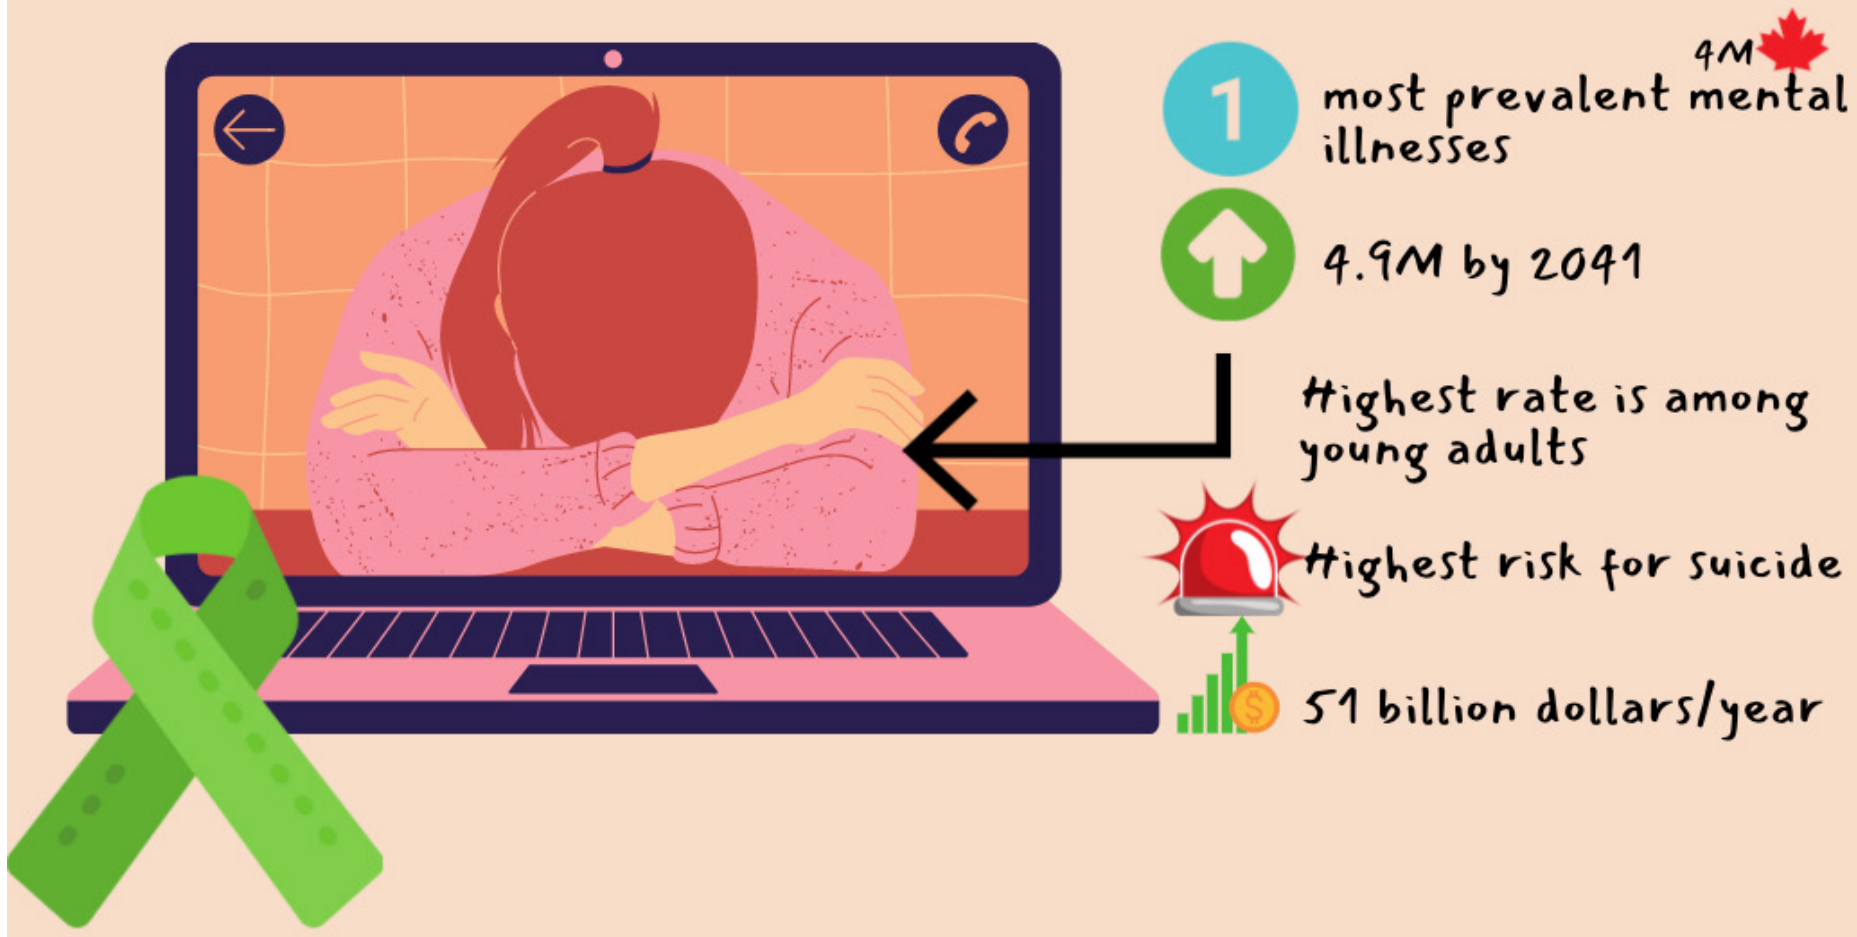 4M
1
most prevalent mental
illnesses
4.9M by 2041
Highest rate is among
young adults
Highest risk for suicide
$
51 billion dollars/year